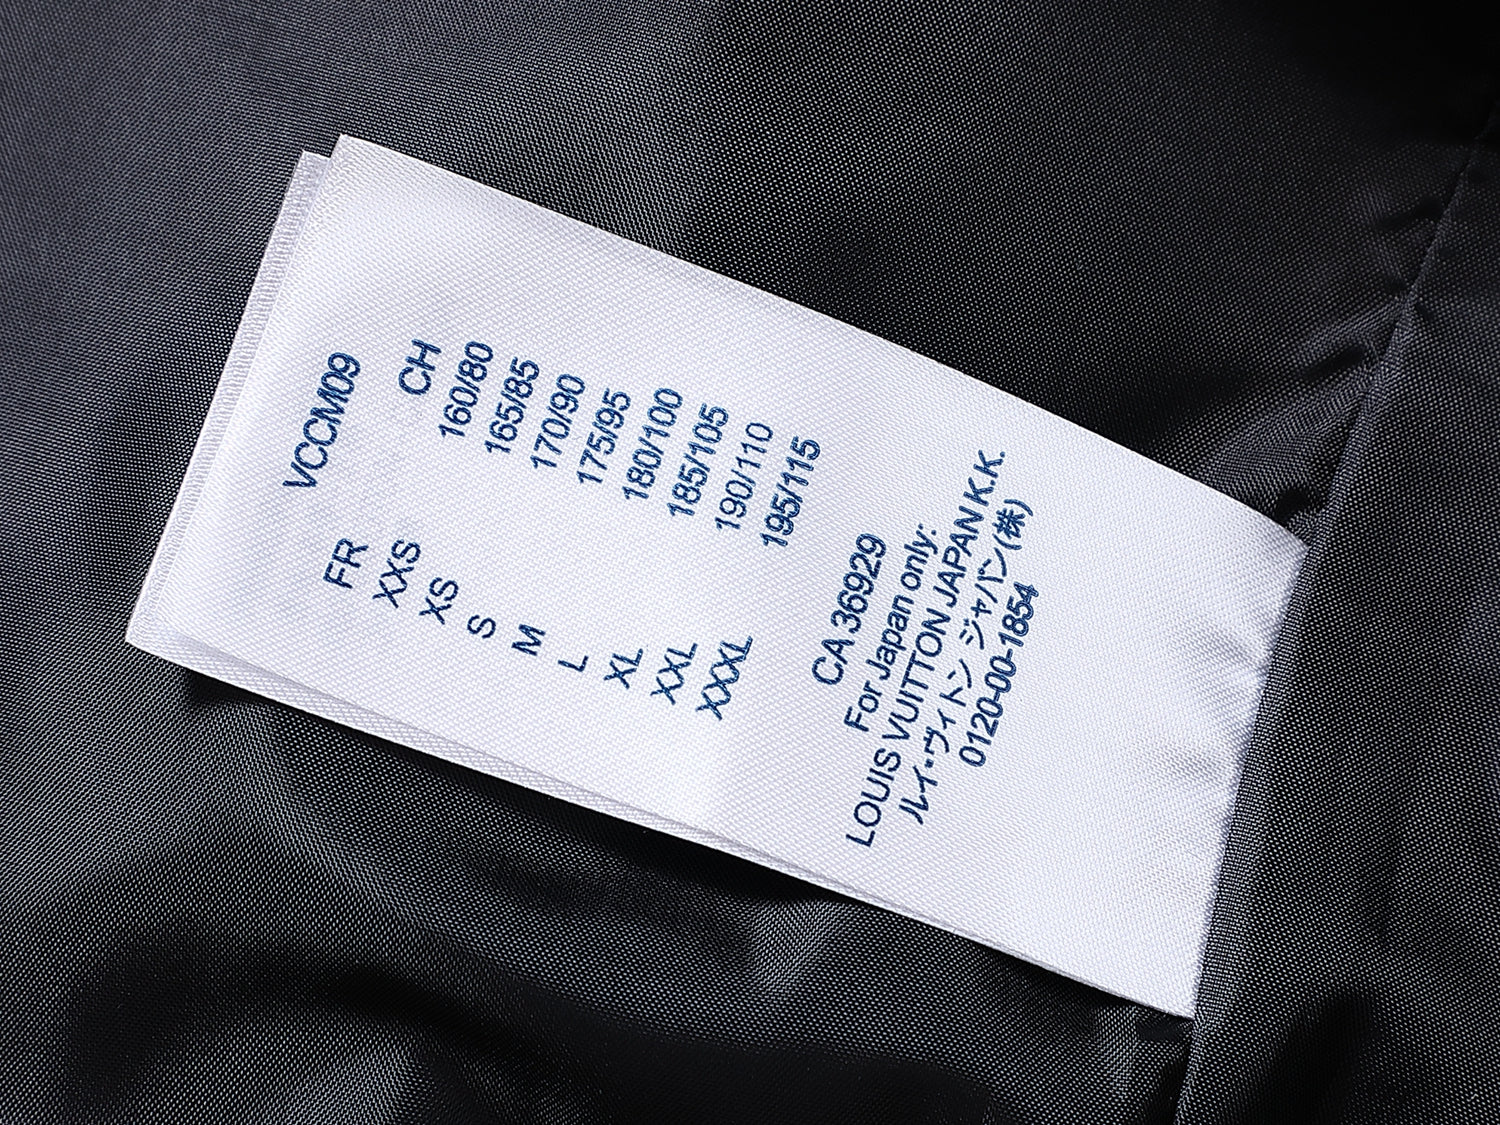 VCCM09
FR CH
XXS 160/80
XS 165/85
S 170/90
M 175/95
L 180/100
XL 185/105
XXL 190/110
XXXL 195/115
CA 36929
For Japan only:
LOUIS VUITTON JAPAN K.K.
ルイ・ヴィトン ジャパン(株)
0120-00-1854